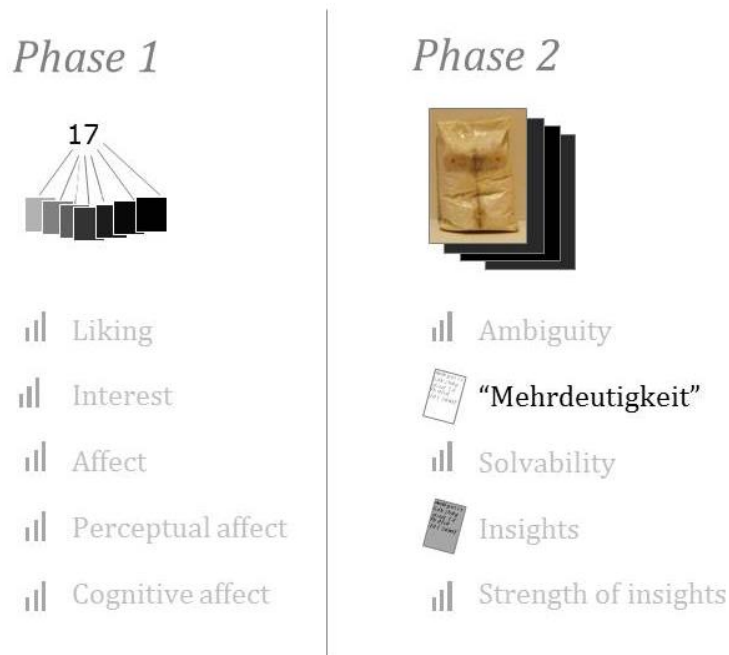 Phase 1
17
Liking
Interest
Affect
Perceptual affect
Cognitive affect
Phase 2
Ambiguity
“Mehrdeutigkeit”
Solvability
Insights
Strength of insights